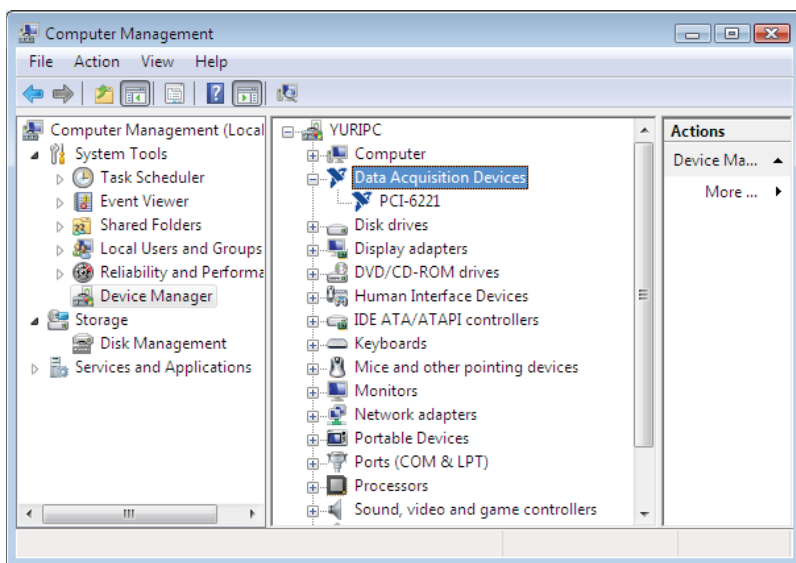 Computer Management
File Action View Help
Computer Management (Local
System Tools
Task Scheduler
Event Viewer
Shared Folders
Local Users and Groups
Reliability and Performa
Device Manager
Storage
Disk Management
Services and Applications
YURIPC
Computer
Data Acquisition Devices
PCI-6221
Disk drives
Display adapters
DVD/CD-ROM drives
Human Interface Devices
IDE ATA/ATAPI controllers
Keyboards
Mice and other pointing devices
Monitors
Network adapters
Portable Devices
Ports (COM & LPT)
Processors
Sound, video and game controllers
Actions
Device Ma...
More ...